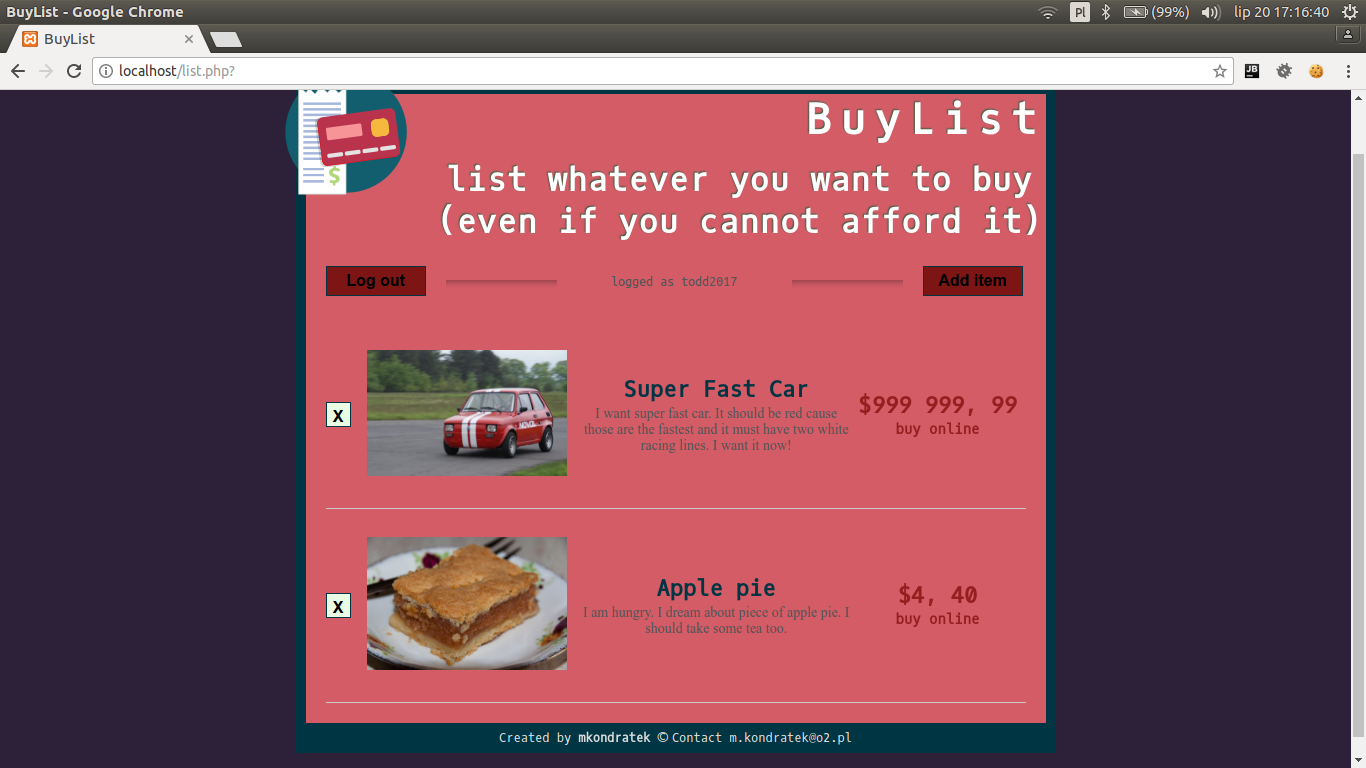 BuyList - Google Chrome
Pl (99%) lip 20 17:16:40
BuyList
localhost/list.php?
JB
BuyList
$
list whatever you want to buy
(even if you cannot afford it)
Log out logged as todd2017 Add item
Super Fast Car
I want super fast car. It should be red cause
those are the fastest and it must have two white
racing lines. I want it now!
X
$999 999, 99
buy online
Apple pie
I am hungry. I dream about piece of apple pie. I
should take some tea too.
X
$4, 40
buy online
Created by mkondratek © Contact m.kondratek@o2.pl